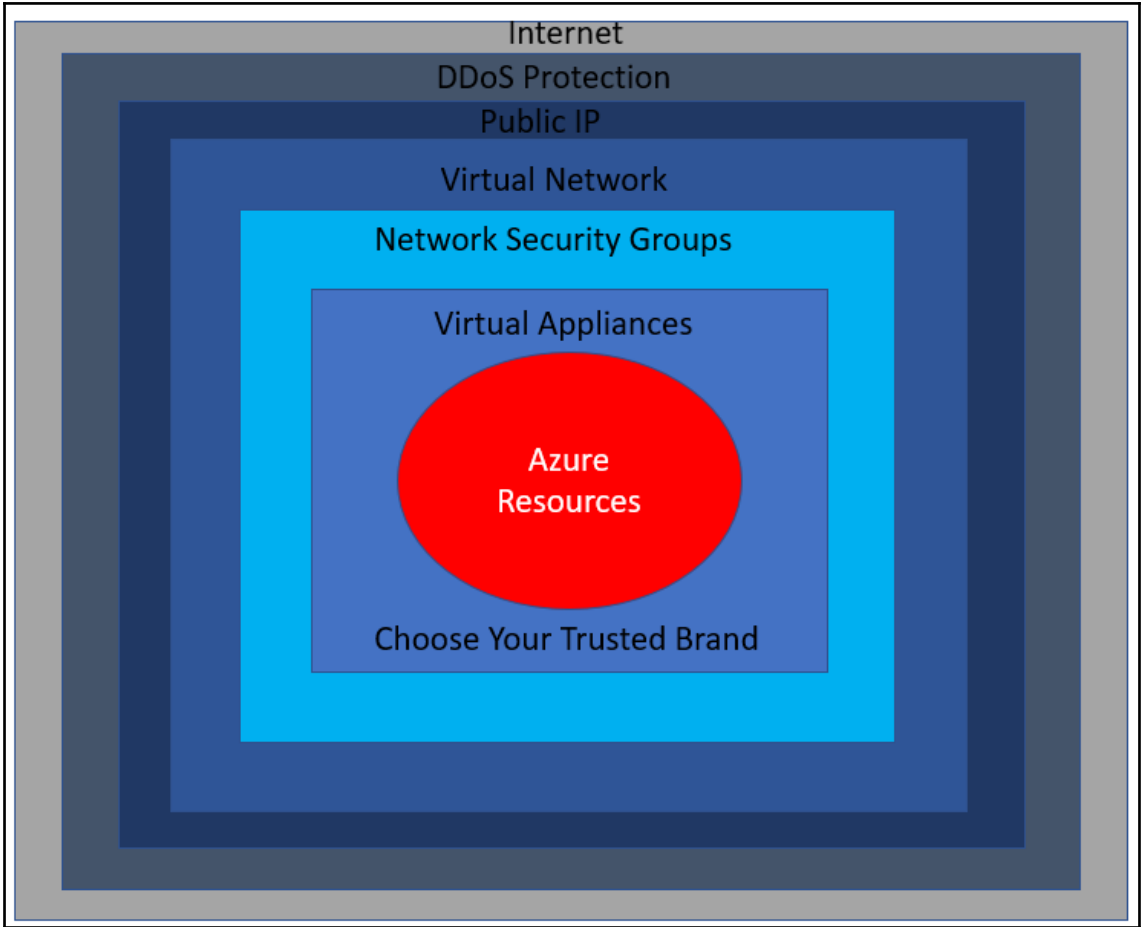 Internet
DDoS Protection
Public IP
Virtual Network
Network Security Groups
Virtual Appliances
Azure
Resources
Choose Your Trusted Brand